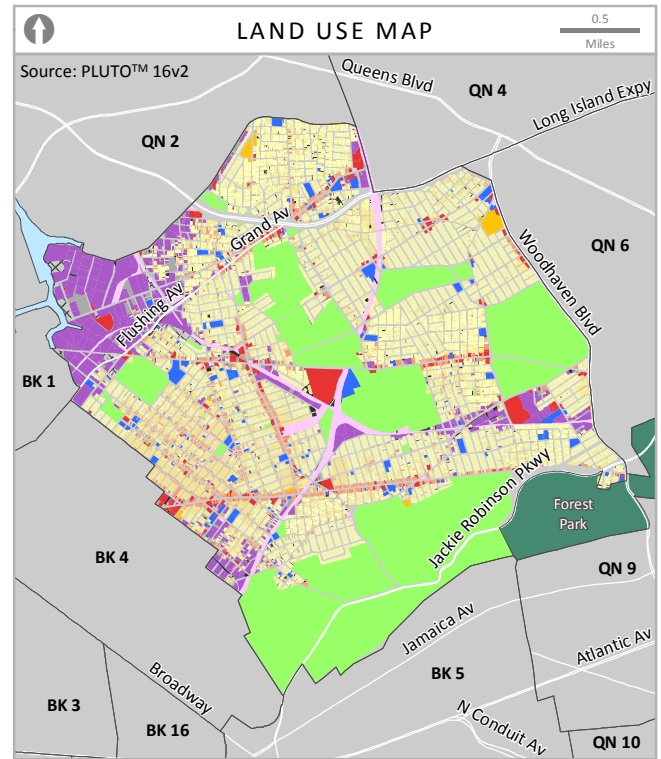 LAND USE MAP
0.5
Miles
Source: PLUTO™ 16v2
Queens Blvd
QN 4
Long Island Expy
QN 2
Grand Av
QN 6
Woodhaven Blvd
Flushing Av
BK 1
Jackie Robinson Pkwy
Forest
Park
BK 4
QN 9
Jamaica Av
Atlantic Av
Broadway
BK 5
BK 3
BK 16
N Conduit Av
QN 10